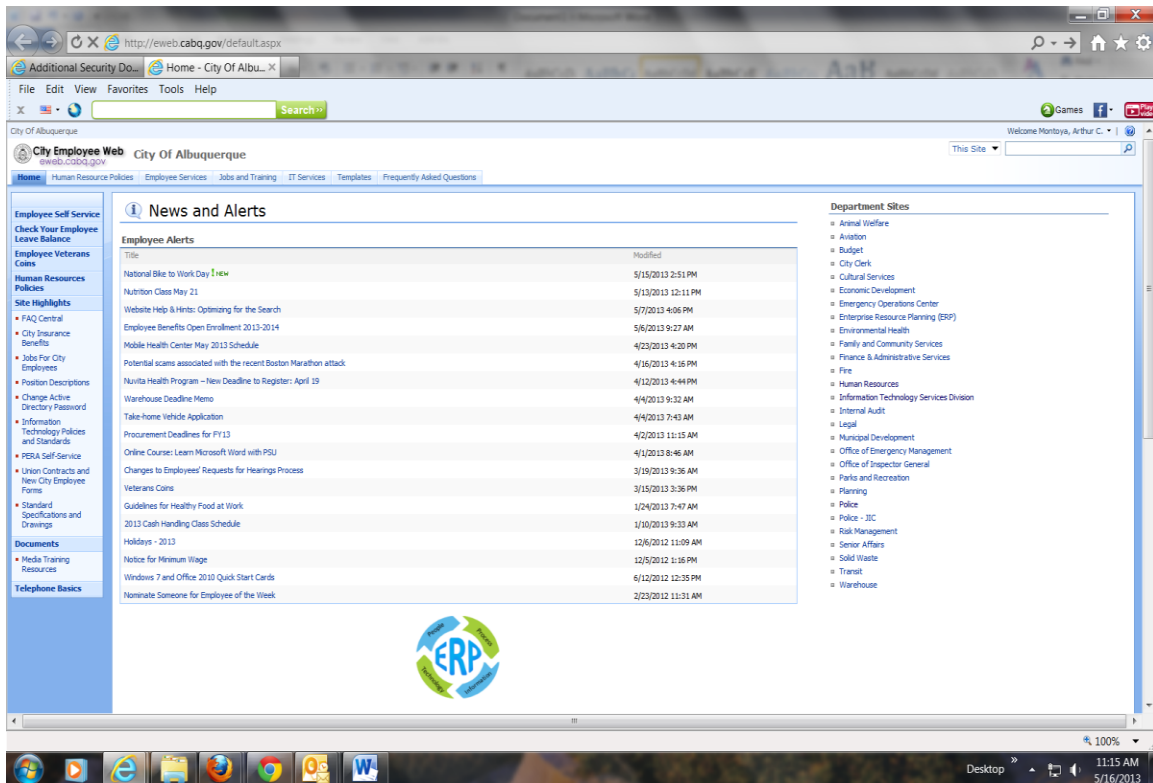 Document1 - Microsoft Word
http://eweb.cabq.gov/default.aspx
Additional Security Do...
Home - City Of Albu...
File Edit View Favorites Tools Help
Search
Games
Play video
City Of Albuquerque
Welcome Montoya, Arthur C.
City Employee Web
eweb.cabq.gov
City Of Albuquerque
This Site
Home Human Resource Policies Employee Services Jobs and Training IT Services Templates Frequently Asked Questions
Employee Self Service
Check Your Employee
Leave Balance
Employee Veterans
Coins
Human Resources
Policies
Site Highlights
FAQ Central
City Insurance
Benefits
Jobs For City
Employees
Position Descriptions
Change Active
Directory Password
Information
Technology Policies
and Standards
PERA Self-Service
Union Contracts and
New City Employee
Forms
Standard
Specifications and
Drawings
Documents
Media Training
Resources
Telephone Basics
News and Alerts
Employee Alerts
Title Modified
National Bike to Work Day ! NEW 5/15/2013 2:51 PM
Nutrition Class May 21 5/13/2013 12:11 PM
Website Help & Hints: Optimizing for the Search 5/7/2013 4:06 PM
Employee Benefits Open Enrollment 2013-2014 5/6/2013 9:27 AM
Mobile Health Center May 2013 Schedule 4/23/2013 4:20 PM
Potential scams associated with the recent Boston Marathon attack 4/16/2013 4:16 PM
Nuvita Health Program – New Deadline to Register: April 19 4/12/2013 4:44 PM
Warehouse Deadline Memo 4/4/2013 9:32 AM
Take-home Vehicle Application 4/4/2013 7:43 AM
Procurement Deadlines for FY13 4/2/2013 11:15 AM
Online Course: Learn Microsoft Word with PSU 4/1/2013 8:46 AM
Changes to Employees' Requests for Hearings Process 3/19/2013 9:36 AM
Veterans Coins 3/15/2013 3:36 PM
Guidelines for Healthy Food at Work 1/24/2013 7:47 AM
2013 Cash Handling Class Schedule 1/10/2013 9:33 AM
Holidays - 2013 12/6/2012 11:09 AM
Notice for Minimum Wage 12/5/2012 1:16 PM
Windows 7 and Office 2010 Quick Start Cards 6/12/2012 12:35 PM
Nominate Someone for Employee of the Week 2/23/2012 11:31 AM
People
Process
ERP
Technology
Information
Department Sites
Animal Welfare
Aviation
Budget
City Clerk
Cultural Services
Economic Development
Emergency Operations Center
Enterprise Resource Planning (ERP)
Environmental Health
Family and Community Services
Finance & Administrative Services
Fire
Human Resources
Information Technology Services Division
Internal Audit
Legal
Municipal Development
Office of Emergency Management
Office of Inspector General
Parks and Recreation
Planning
Police
Police - JIC
Risk Management
Senior Affairs
Solid Waste
Transit
Warehouse
100%
Desktop
11:15 AM
5/16/2013